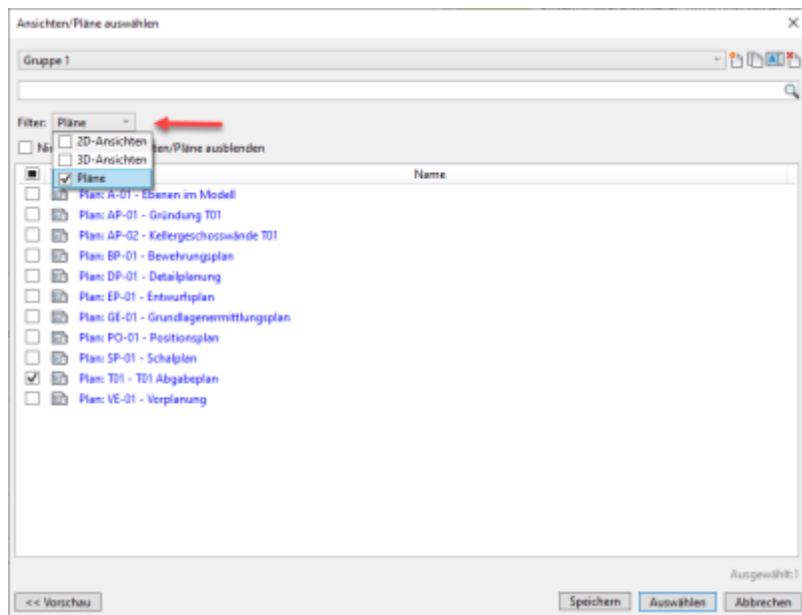 Ansichten/Pläne auswählen
Gruppe 1
Filter: Pläne
2D-Ansichten
Ni ten/Pläne ausblenden
3D-Ansichten
Pläne
Name
Plan: A-01 - Ebenen im Modell
Plan: AP-01 - Gründung T01
Plan: AP-02 - Kellergeschosswände T01
Plan: BP-01 - Bewehrungsplan
Plan: DP-01 - Detailplanung
Plan: EP-01 - Entwurfsplan
Plan: GE-01 - Grundlagenermittlungsplan
Plan: PO-01 - Positionsplan
Plan: SP-01 - Schalplan
Plan: T01 - T01 Abgabeplan
Plan: VE-01 - Vorplanung
Ausgewählt:1
<< Vorschau Speichern Auswählen Abbrechen